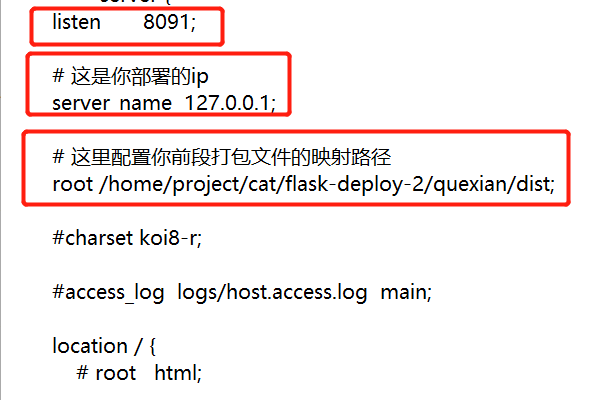 server {
listen 8091;
# 这是你部署的ip
server_name 127.0.0.1;
# 这里配置你前段打包文件的映射路径
root /home/project/cat/flask-deploy-2/quexian/dist;
#charset koi8-r;
#access_log logs/host.access.log main;
location / {
# root html;